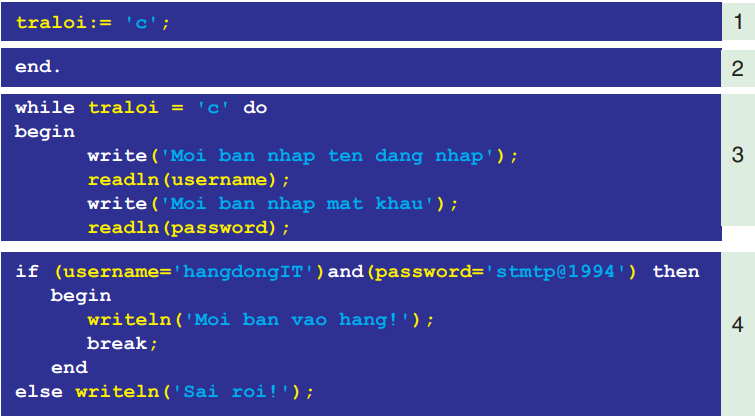 traloi:= 'c';
1
end.
2
while traloi = 'c' do
begin
write('Moi ban nhap ten dang nhap');
readln(username);
write('Moi ban nhap mat khau');
readln(password);
3
if (username='hangdongIT')and(password='stmtp@1994') then
begin
writeln('Moi ban vao hang!');
break;
end
else writeln('Sai roi!');
4